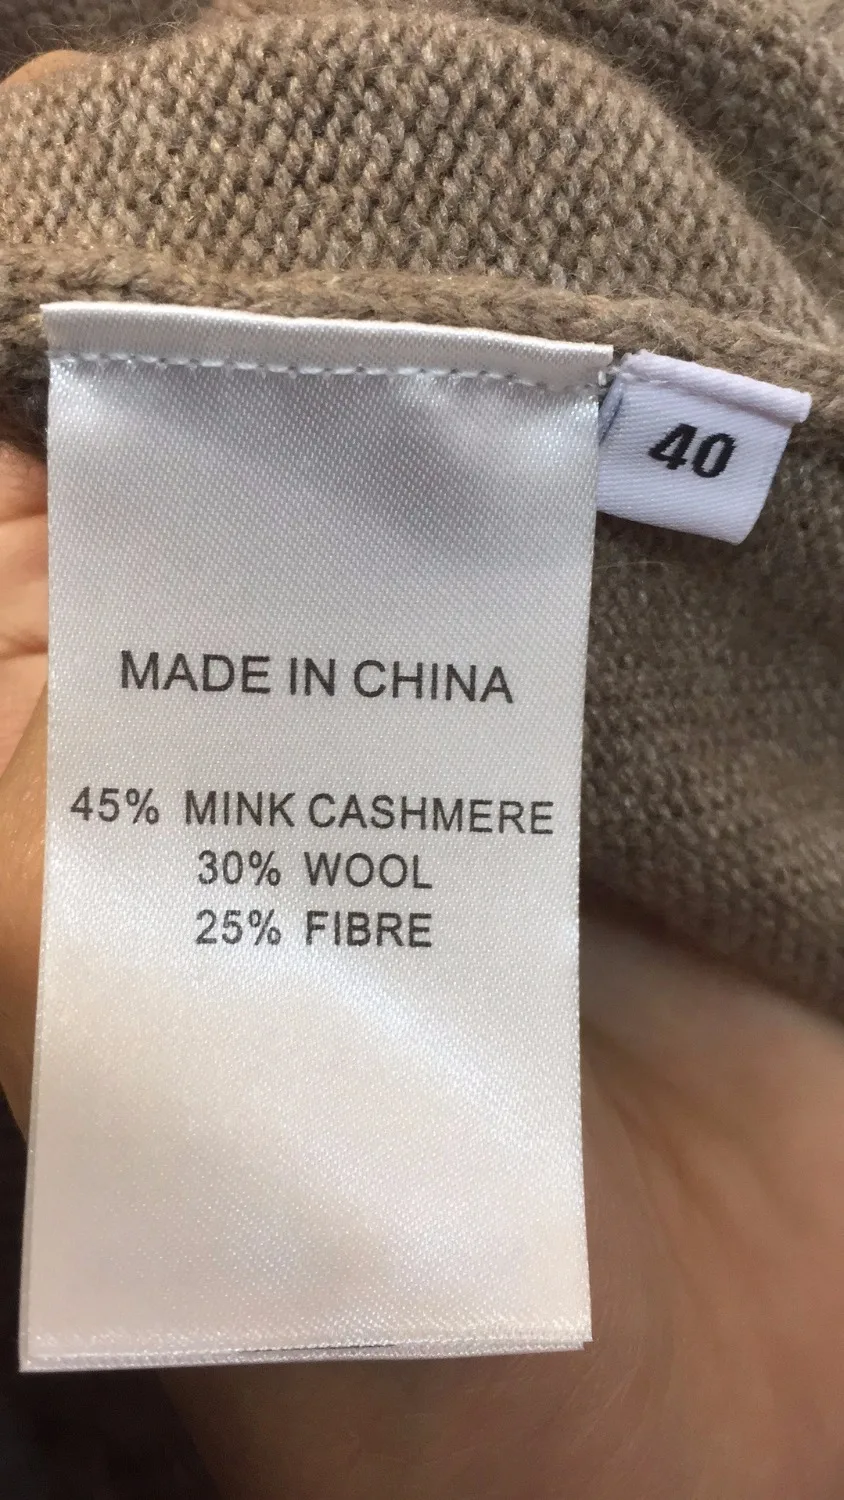 40
MADE IN CHINA
45% MINK CASHMERE
30% WOOL
25% FIBRE